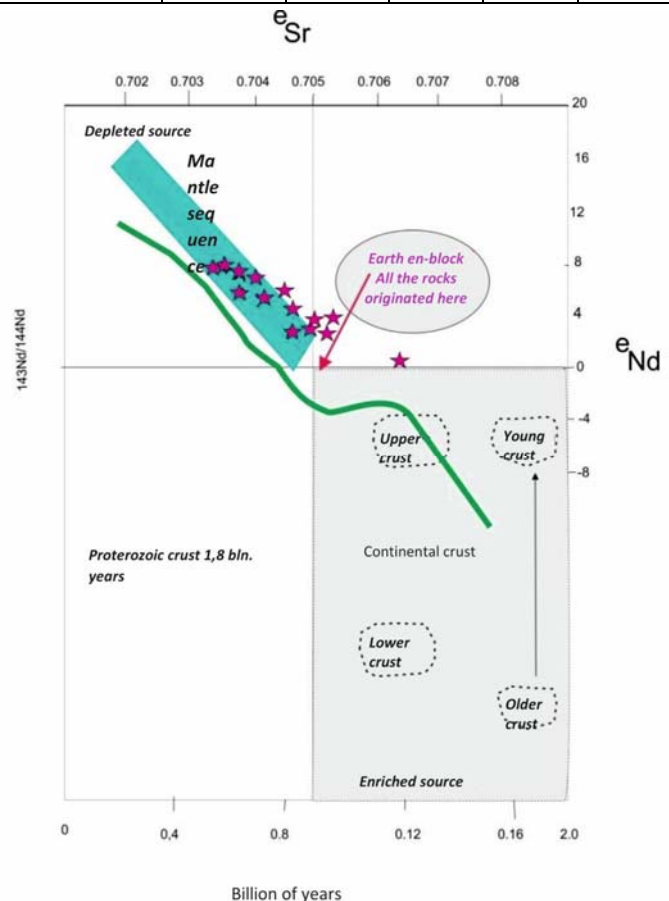 eSr
0.702 0.703 0.704 0.705 0.706 0.707 0.708
20
Depleted source
16
Ma
ntle
seq
uen
ce
12
8
Earth en-block
All the rocks
originated here
4
eNd
143Nd/144Nd
0
-4
Upper
crust
Young
crust
-8
Proterozoic crust 1,8 bln.
years
Continental crust
Lower
crust
Older
crust
Enriched source
0 0,4 0.8 0.12 0.16 2.0
Billion of years